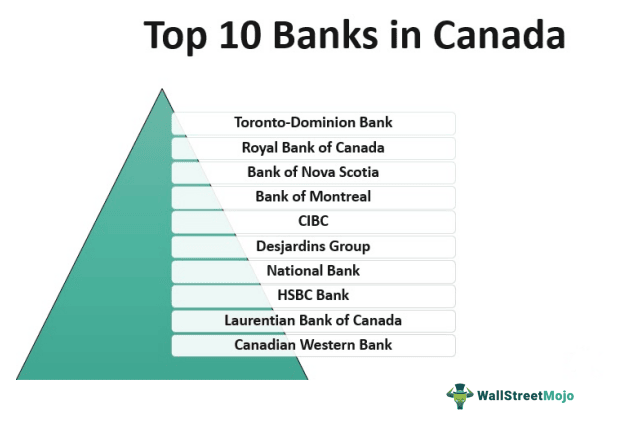 Top 10 Banks in Canada
Toronto-Dominion Bank
Royal Bank of Canada
Bank of Nova Scotia
Bank of Montreal
CIBC
Desjardins Group
National Bank
HSBC Bank
Laurentian Bank of Canada
Canadian Western Bank
WallStreetMojo